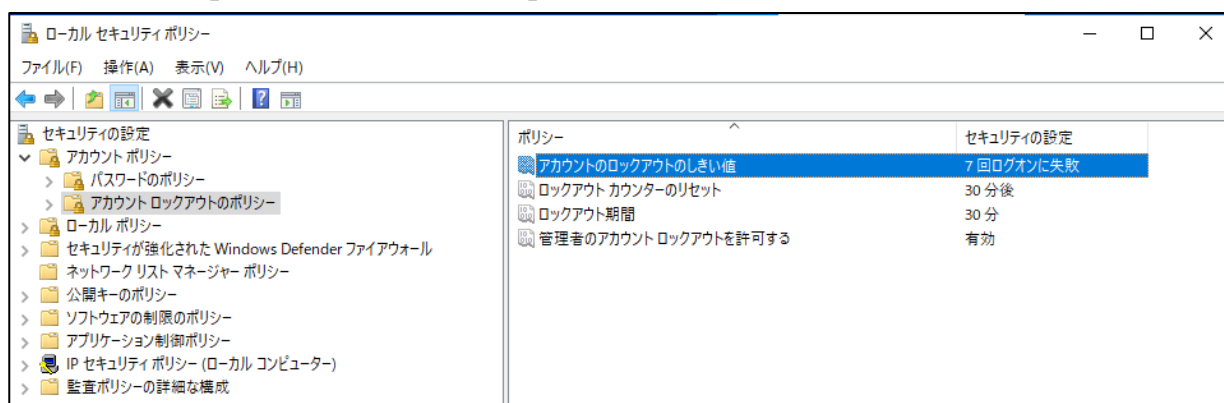 ローカル セキュリティ ポリシー
ファイル(F) 操作(A) 表示(V) ヘルプ(H)
セキュリティの設定
アカウント ポリシー
パスワードのポリシー
アカウント ロックアウトのポリシー
ローカル ポリシー
セキュリティが強化された Windows Defender ファイアウォール
ネットワーク リスト マネージャー ポリシー
公開キーのポリシー
ソフトウェアの制限のポリシー
アプリケーション制御ポリシー
IP セキュリティ ポリシー (ローカル コンピューター)
監査ポリシーの詳細な構成
ポリシー セキュリティの設定
アカウントのロックアウトのしきい値 7 回ログオンに失敗
ロックアウト カウンターのリセット 30 分後
ロックアウト期間 30 分
管理者のアカウント ロックアウトを許可する 有効